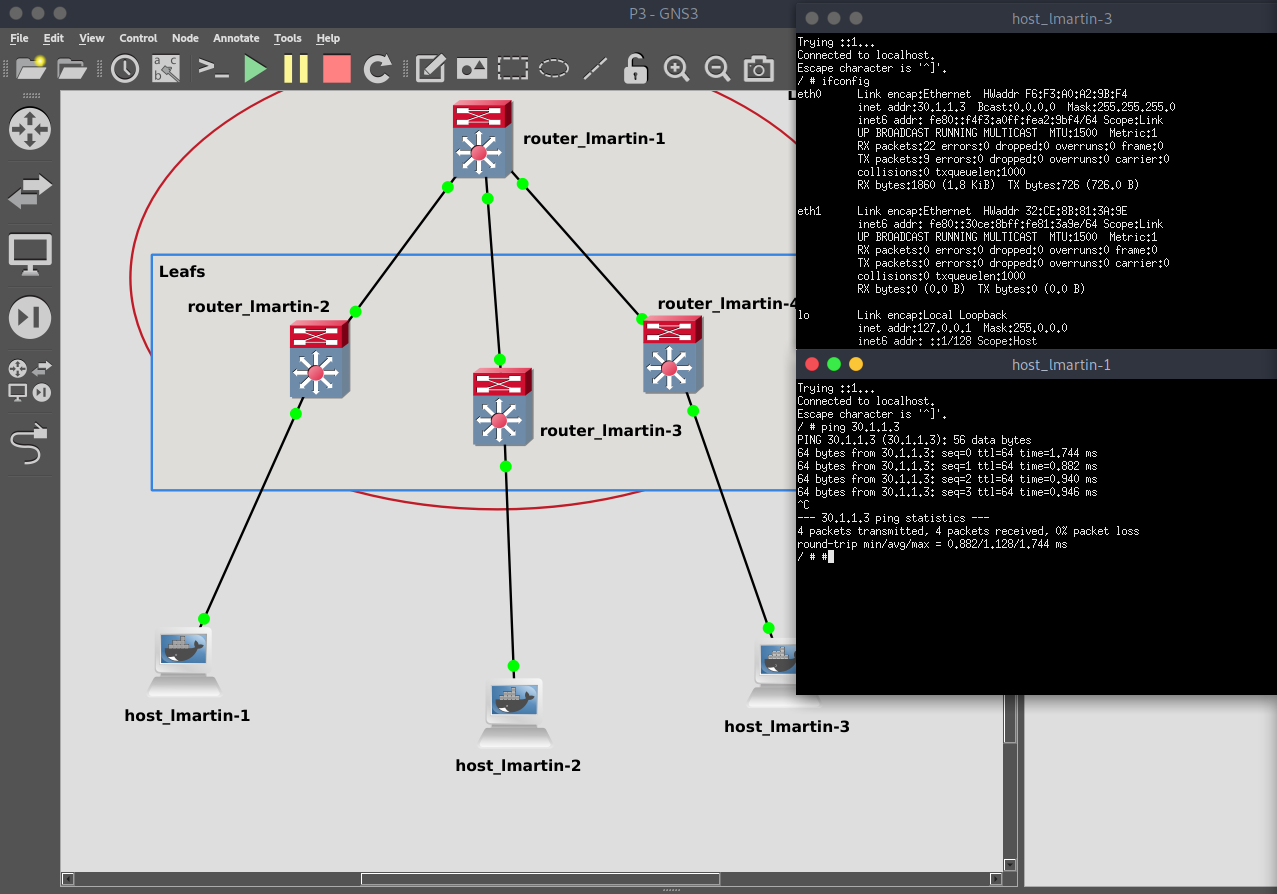 P3 - GNS3
File Edit View Control Node Annotate Tools Help
router_lmartin-1
Leafs
router_lmartin-2
router_lmartin-4
router_lmartin-3
host_lmartin-1
host_lmartin-2
host_lmartin-3
host_lmartin-3
Trying ::1...
Connected to localhost.
Escape character is '^]'.
/ # ifconfig
eth0 Link encap:Ethernet HWaddr F6:F3:A0:A2:9B:F4
inet addr:30.1.1.3 Bcast:0.0.0.0 Mask:255.255.255.0
inet6 addr: fe80::f4f3:a0ff:fea2:9bf4/64 Scope:Link
UP BROADCAST RUNNING MULTICAST MTU:1500 Metric:1
RX packets:22 errors:0 dropped:0 overruns:0 frame:0
TX packets:9 errors:0 dropped:0 overruns:0 carrier:0
collisions:0 txqueuelen:1000
RX bytes:1860 (1.8 KiB) TX bytes:726 (726.0 B)
eth1 Link encap:Ethernet HWaddr 32:CE:8B:81:3A:9E
inet6 addr: fe80::30ce:8bff:fe81:3a9e/64 Scope:Link
UP BROADCAST RUNNING MULTICAST MTU:1500 Metric:1
RX packets:0 errors:0 dropped:0 overruns:0 frame:0
TX packets:0 errors:0 dropped:0 overruns:0 carrier:0
collisions:0 txqueuelen:1000
RX bytes:0 (0.0 B) TX bytes:0 (0.0 B)
lo Link encap:Local Loopback
inet addr:127.0.0.1 Mask:255.0.0.0
inet6 addr: ::1/128 Scope:Host
host_lmartin-1
Trying ::1...
Connected to localhost.
Escape character is '^]'.
/ # ping 30.1.1.3
PING 30.1.1.3 (30.1.1.3): 56 data bytes
64 bytes from 30.1.1.3: seq=0 ttl=64 time=1.744 ms
64 bytes from 30.1.1.3: seq=1 ttl=64 time=0.882 ms
64 bytes from 30.1.1.3: seq=2 ttl=64 time=0.940 ms
64 bytes from 30.1.1.3: seq=3 ttl=64 time=0.946 ms
^C
--- 30.1.1.3 ping statistics ---
4 packets transmitted, 4 packets received, 0% packet loss
round-trip min/avg/max = 0.882/1.128/1.744 ms
/ # #